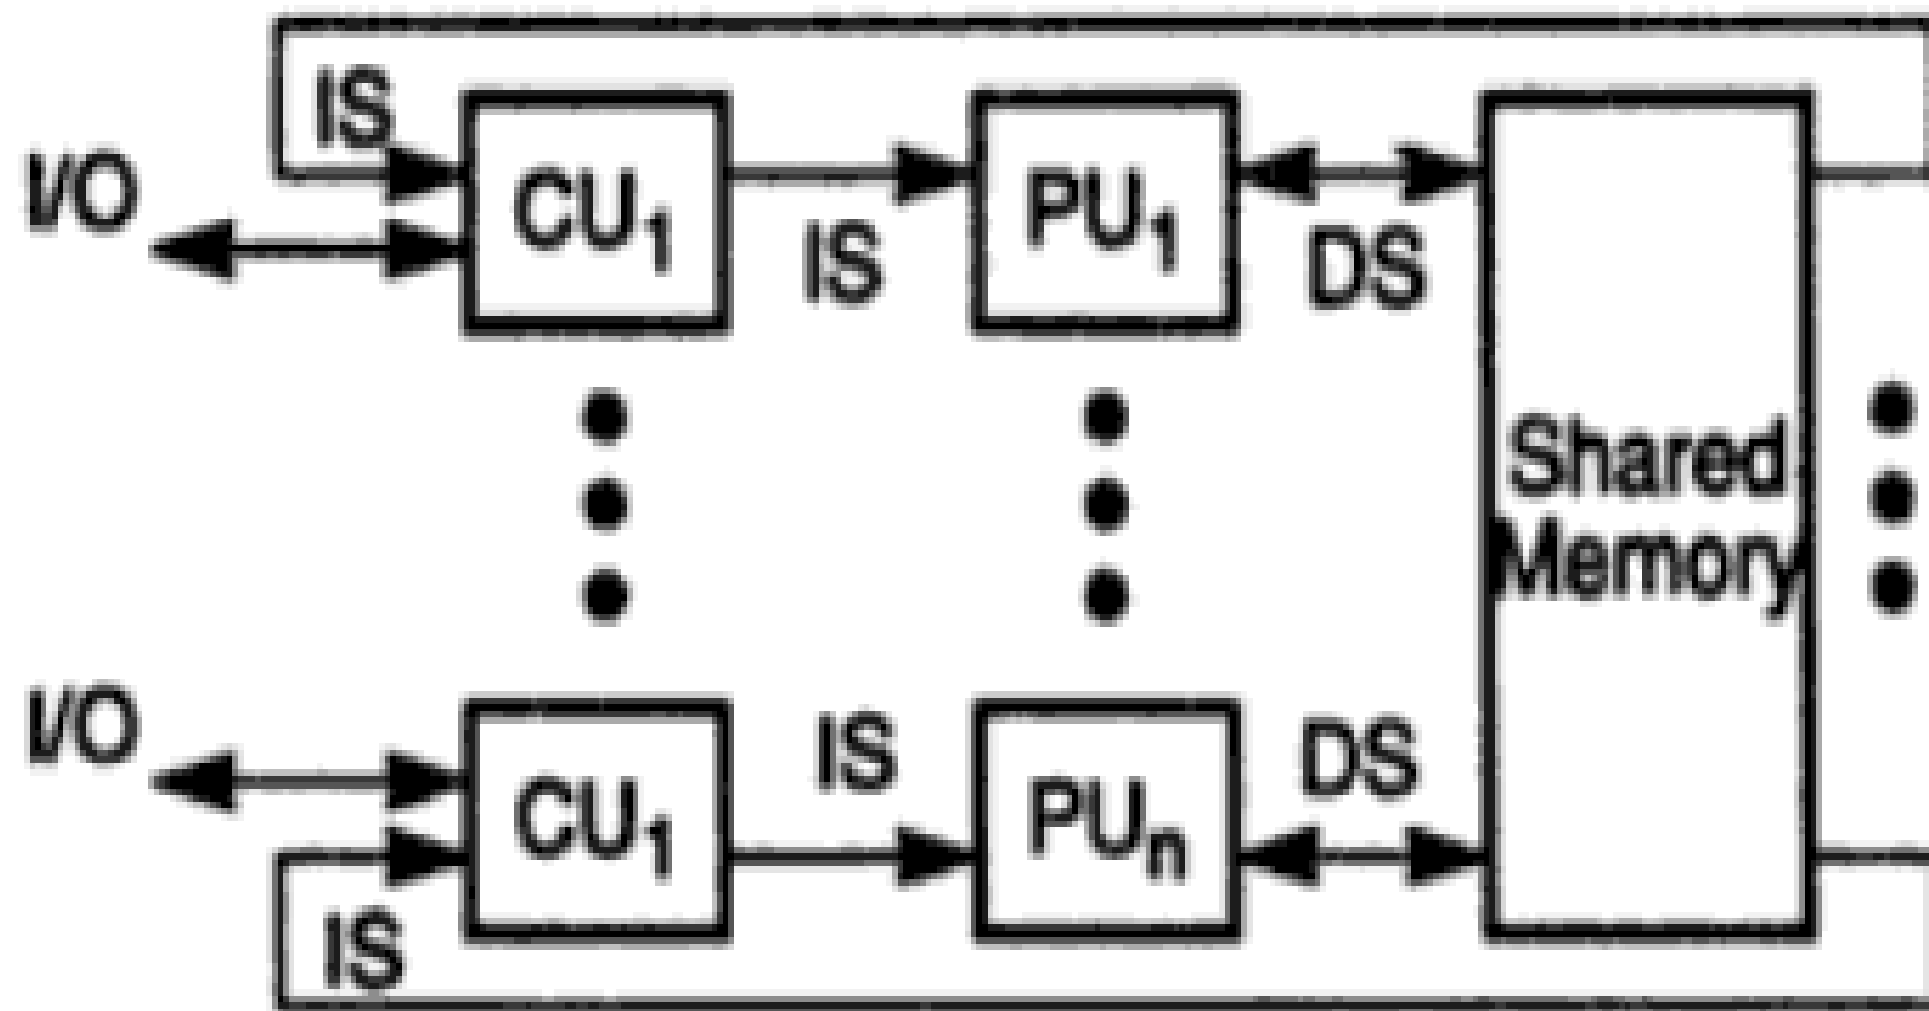 IS
I/O
CU1
IS
PU1
DS
Shared
Memory
I/O
CU1
IS
PUn
DS
IS